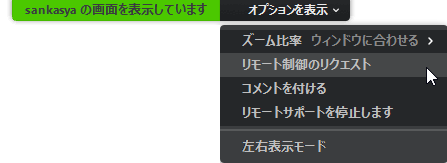 sankasya の画面を表示しています オプションを表示
ズーム比率 ウィンドウに合わせる
リモート制御のリクエスト
コメントを付ける
リモートサポートを停止します
左右表示モード